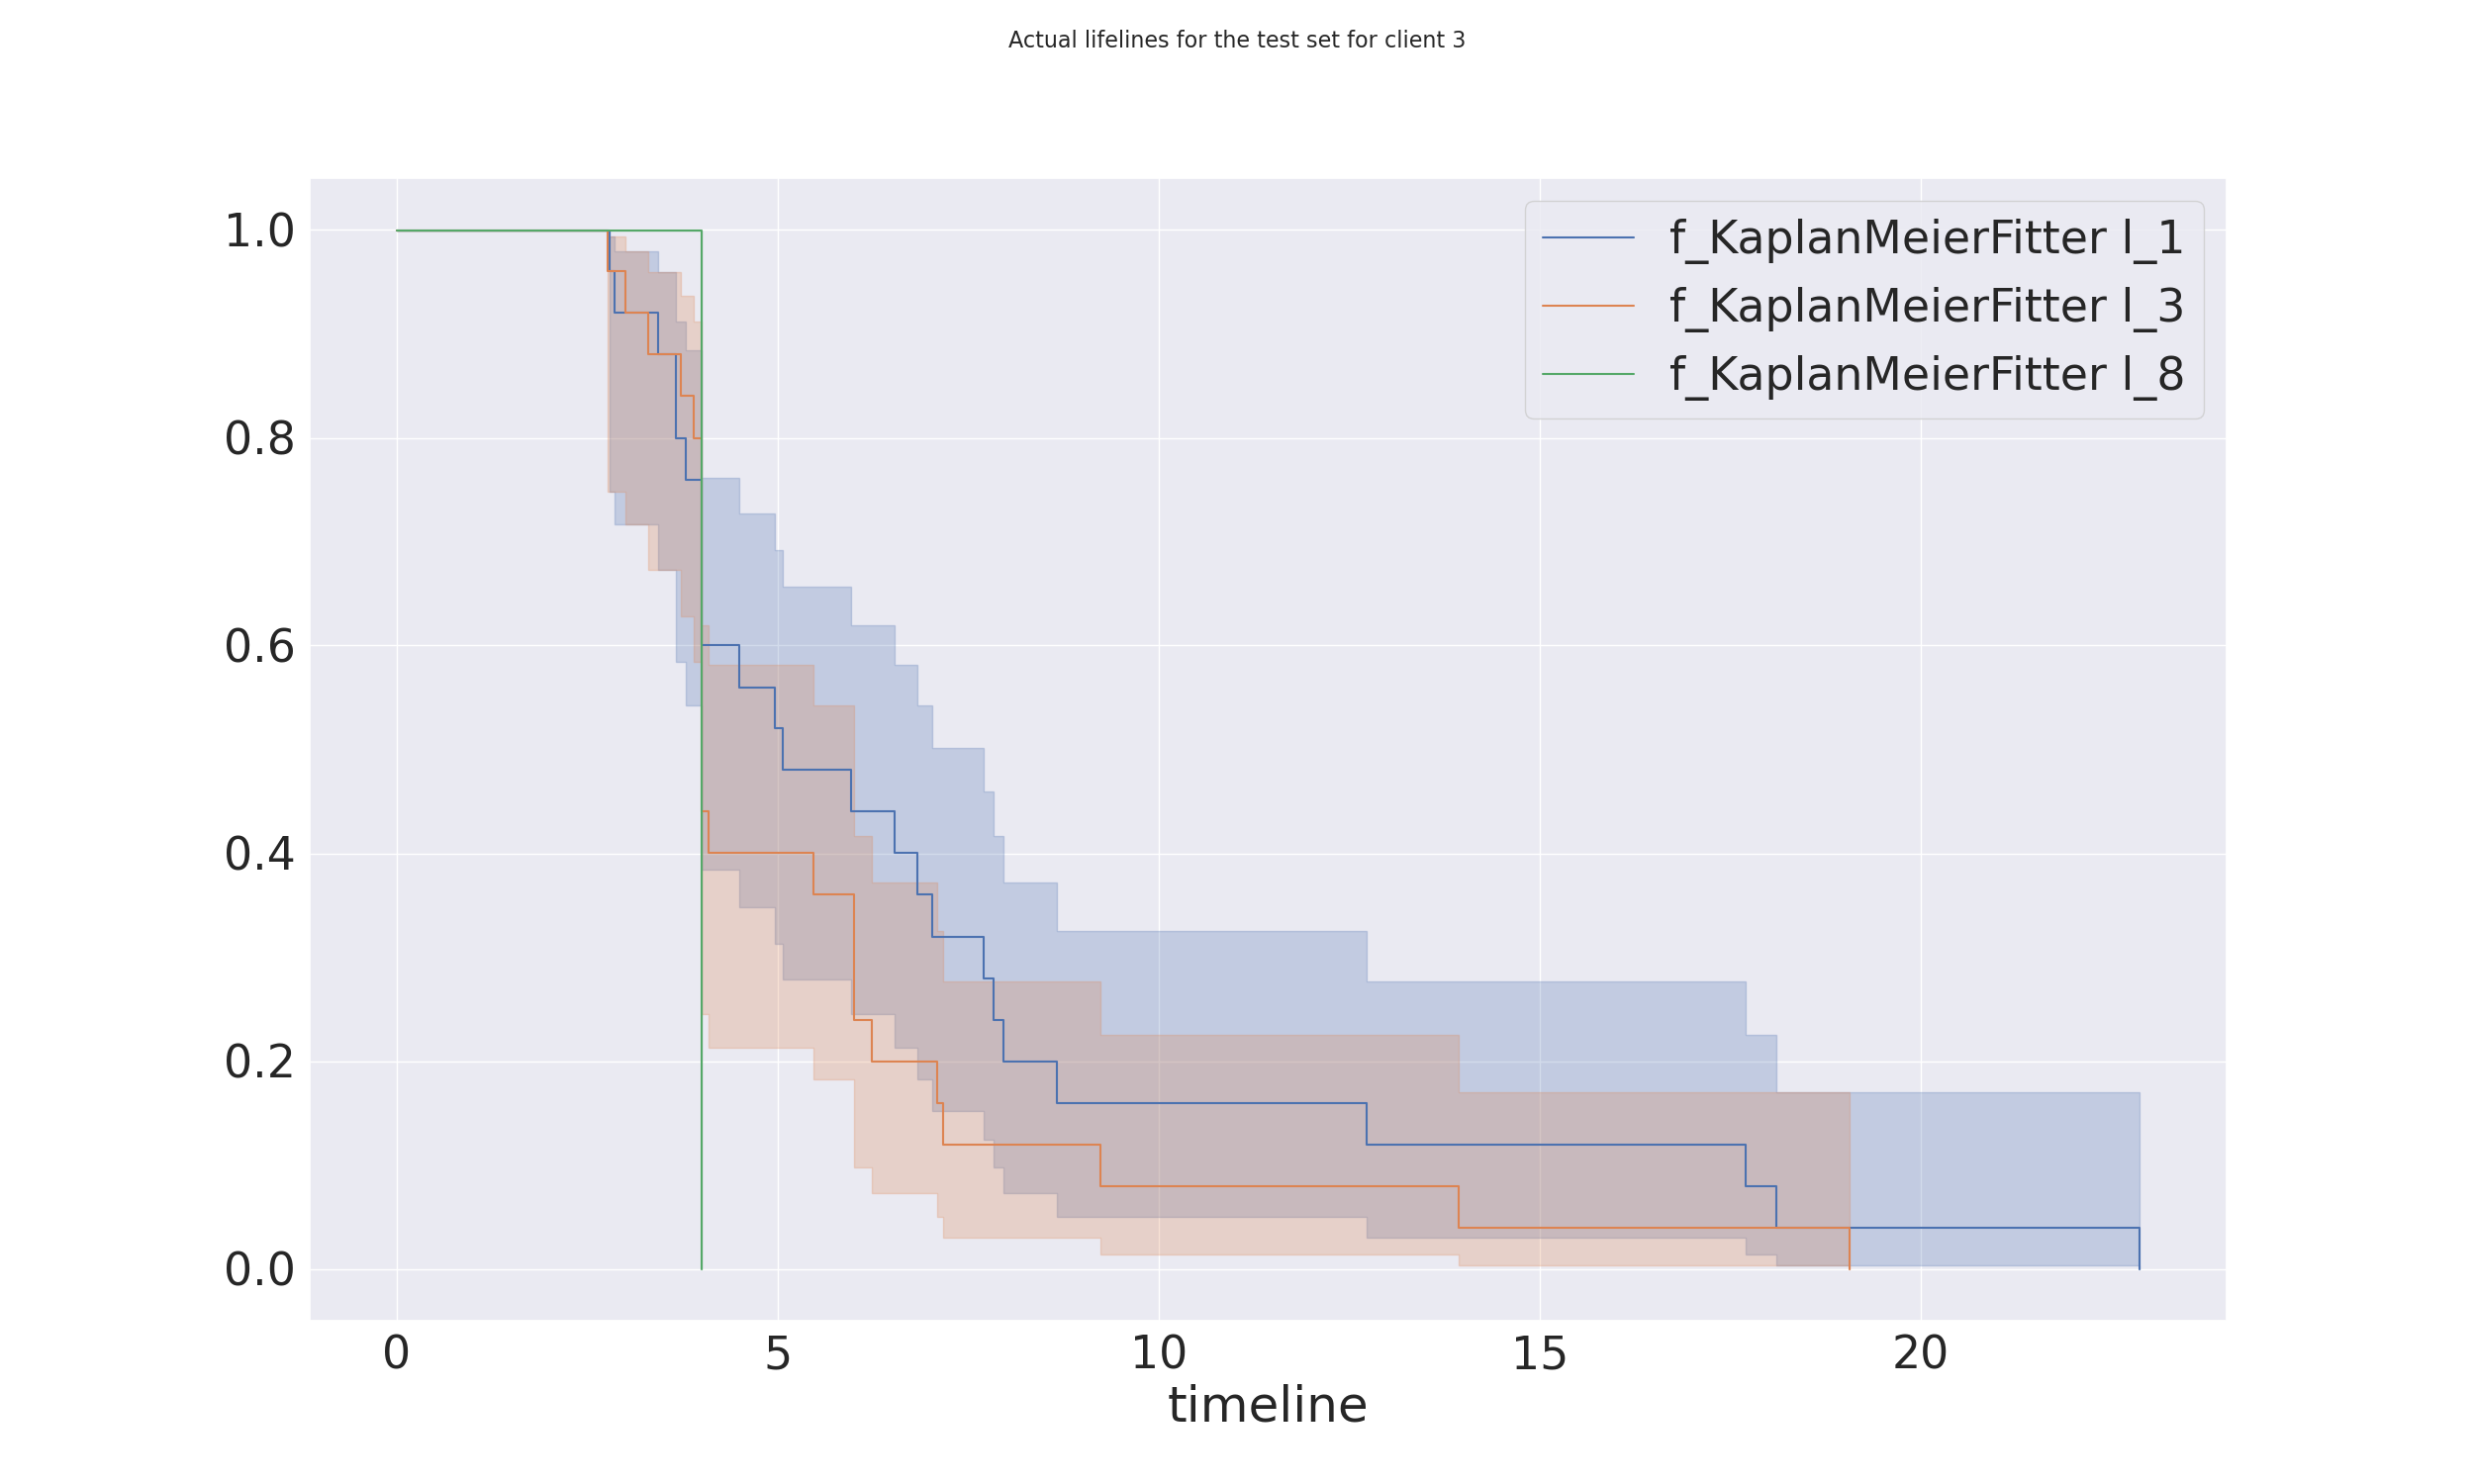 Actual lifelines for the test set for client 3
f_KaplanMeierFitter l_1
f_KaplanMeierFitter l_3
f_KaplanMeierFitter l_8
1.0
0.8
0.6
0.4
0.2
0.0
0 5 10 15 20
timeline